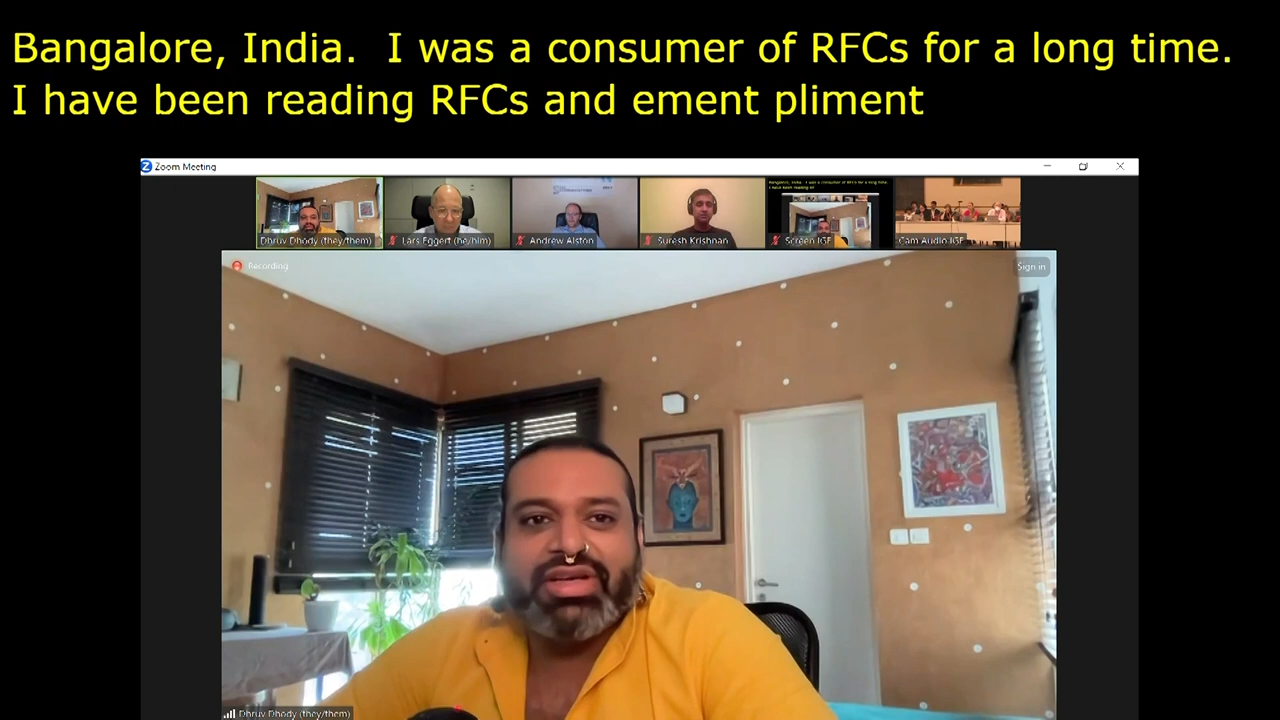 Bangalore, India.  I was a consumer of RFCs for a long time.
I have been reading RFCs and ement pliment
Zoom Meeting
Dhruv Dhody (they/them)
Lars Eggert (he/him)
Andrew Alston
Suresh Krishnan
Screen IGF
Cam Audio IGF
Recording
Sign in
Dhruv Dhody (they/them)